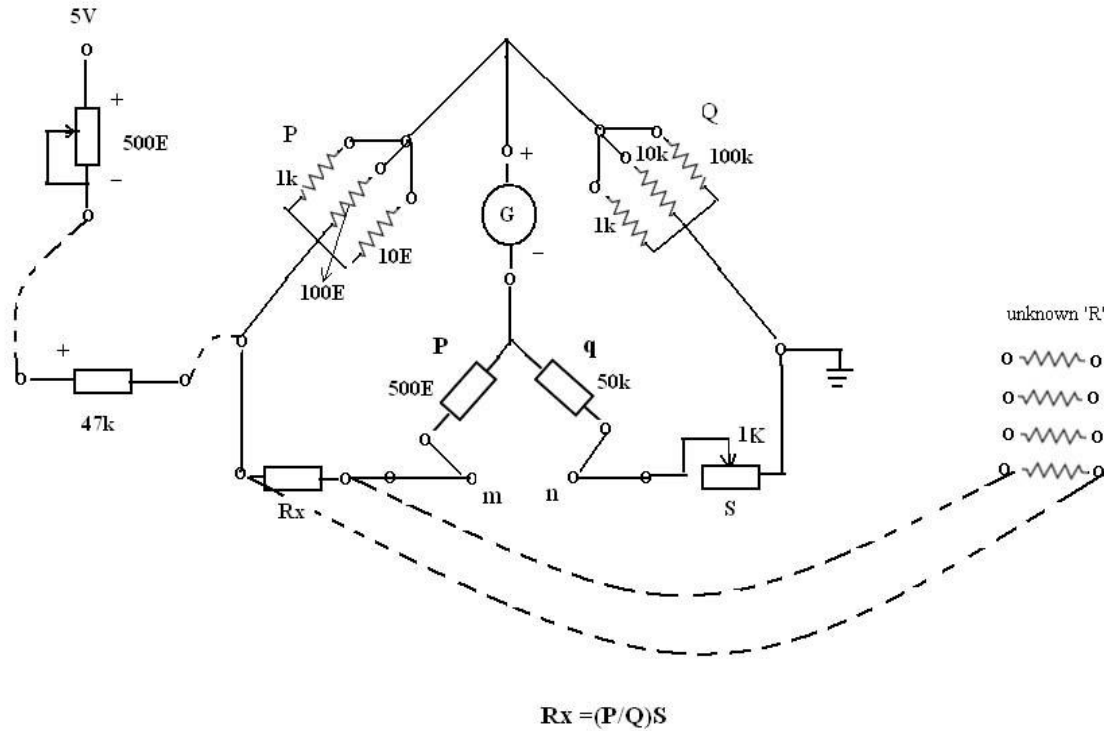 5V
+
500E
–
+
47k
P
1k
10E
100E
+
G
–
Q
10k
100k
1k
P
500E
q
50k
m
n
1K
S
Rx
unknown 'R'
Rx =(P/Q)S